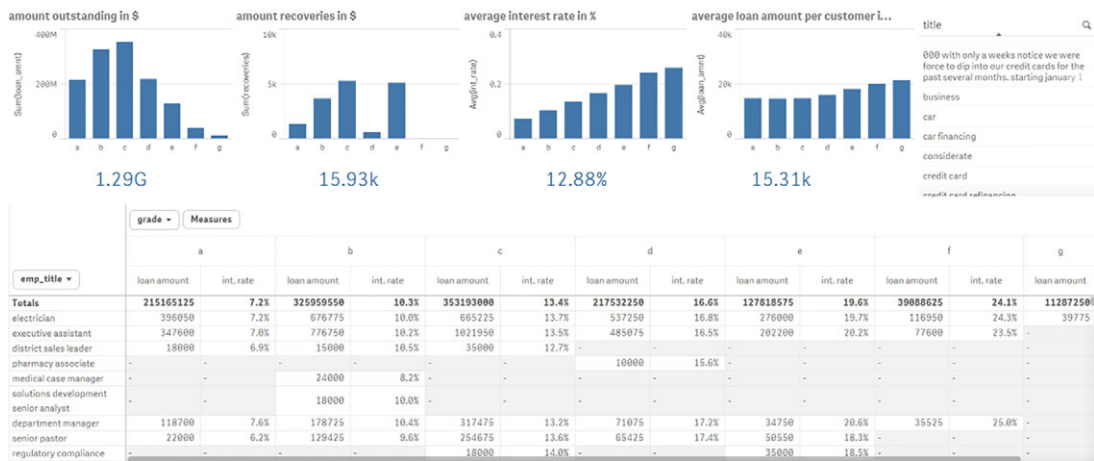 amount outstanding in $
400M
200M
0
Sum(loan_amnt)
a b c d e f g
1.29G
amount recoveries in $
10k
5k
0
Sum(recoveries)
a b c d e f g
15.93k
average interest rate in %
0.4
0.2
0
Avg(int_rate)
a b c d e f g
12.88%
average loan amount per customer i...
40k
20k
0
Avg(loan_amnt)
a b c d e f g
15.31k
title
000 with only a weeks notice we were
force to dip into our credit cards for the
past several months. starting january 1
business
car
car financing
considerate
credit card
credit card refinancing
grade Measures
a b c d e f g
emp_title loan amount int. rate loan amount int. rate loan amount int. rate loan amount int. rate loan amount int. rate loan amount int. rate loan amount
Totals 215165125 7.2% 325959550 10.3% 353193000 13.4% 217532250 16.6% 127818575 19.6% 39088625 24.1% 11287250
electrician 396050 7.2% 676775 10.0% 665225 13.7% 537250 16.8% 276000 19.7% 116950 24.3% 39775
executive assistant 347600 7.0% 776750 10.2% 1021950 13.5% 485075 16.5% 202200 20.2% 77600 23.5% -
district sales leader 18000 6.9% 15000 10.5% 35000 12.7% - - - - - - -
pharmacy associate - - - - - - 10000 15.6% - - - - -
medical case manager - - 24000 8.2% - - - - - - - - -
solutions development
senior analyst - - 18000 10.0% - - - - - - - - -
department manager 118700 7.6% 178725 10.4% 317475 13.2% 71075 17.2% 34750 20.6% 35525 25.0% -
senior pastor 22000 6.2% 129425 9.6% 254675 13.6% 65425 17.4% 50550 18.3% - - -
regulatory compliance - - - - 18000 14.0% - - 35000 18.5% - - -